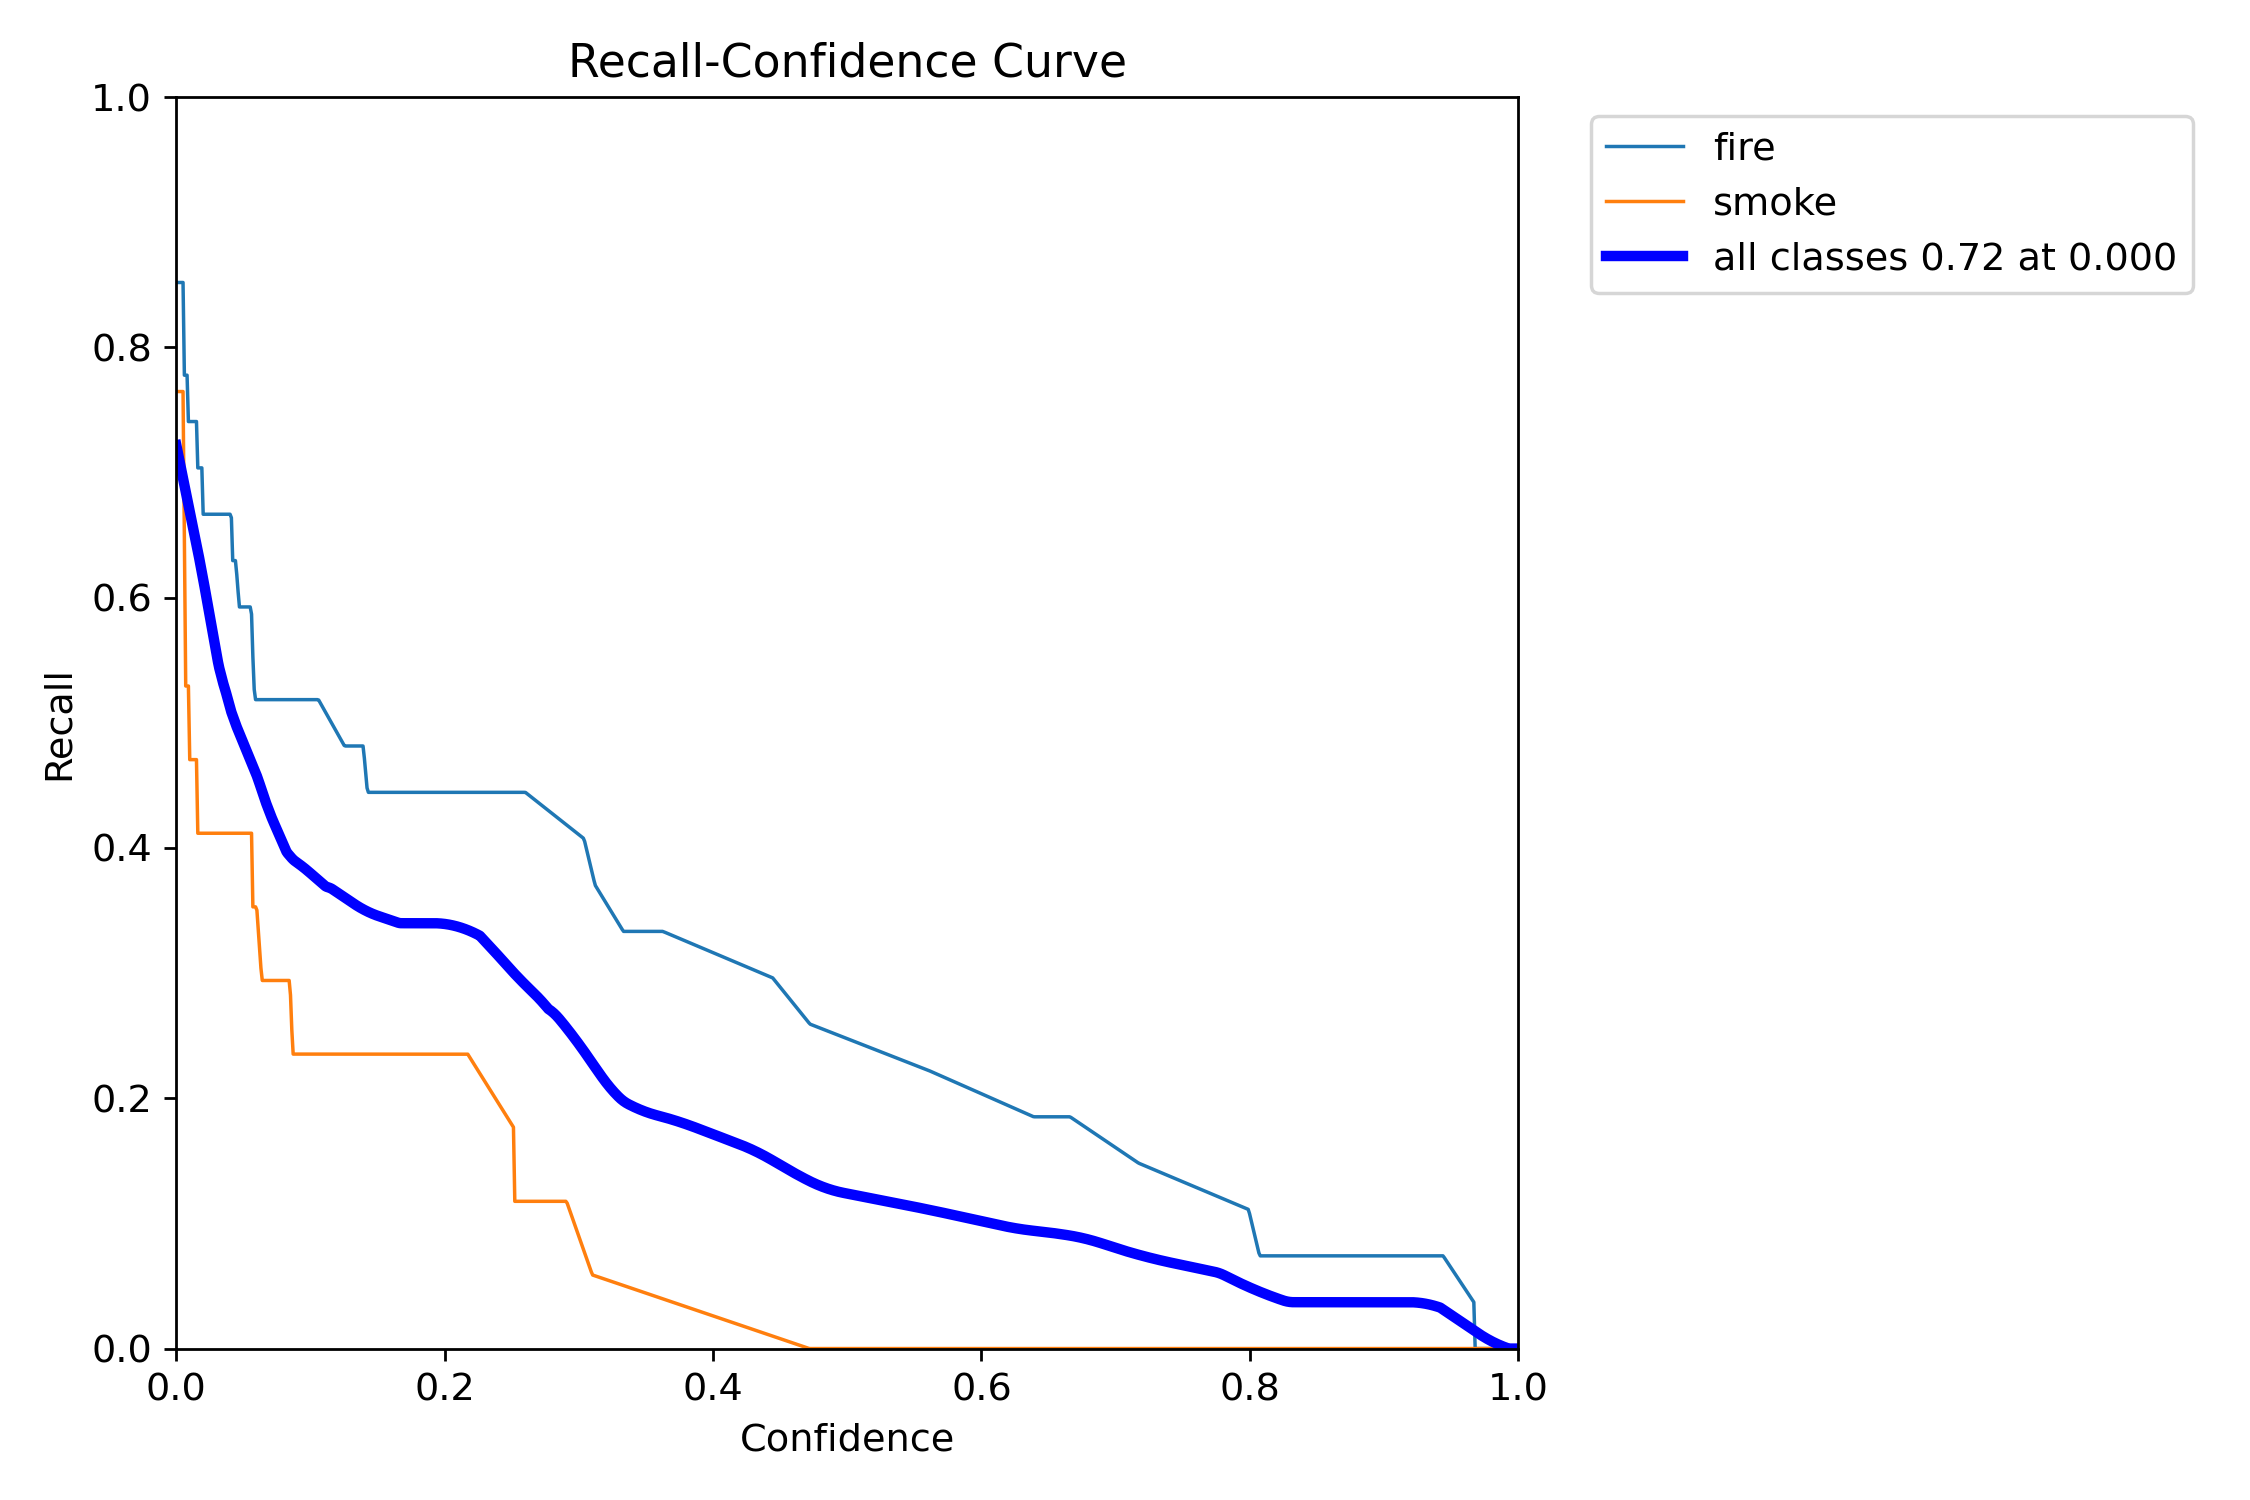 Recall-Confidence Curve
1.0
0.8
0.6
0.4
0.2
0.0
Recall
0.0 0.2 0.4 0.6 0.8 1.0
Confidence
fire
smoke
all classes 0.72 at 0.000